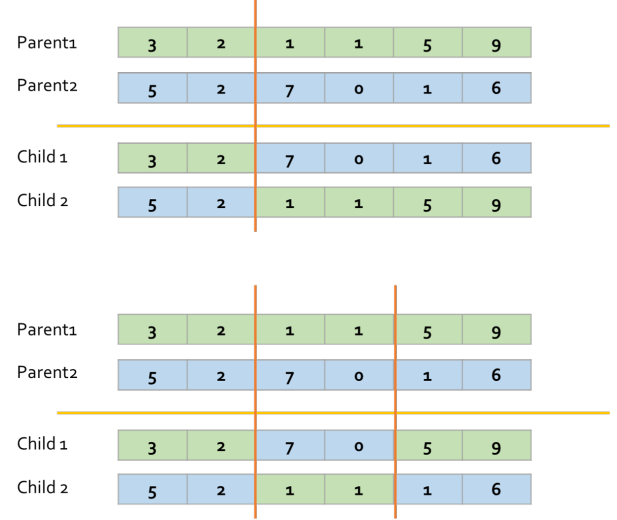 Parent1 3 2 1 1 5 9
Parent2 5 2 7 0 1 6
Child 1 3 2 7 0 1 6
Child 2 5 2 1 1 5 9
Parent1 3 2 1 1 5 9
Parent2 5 2 7 0 1 6
Child 1 3 2 7 0 5 9
Child 2 5 2 1 1 1 6